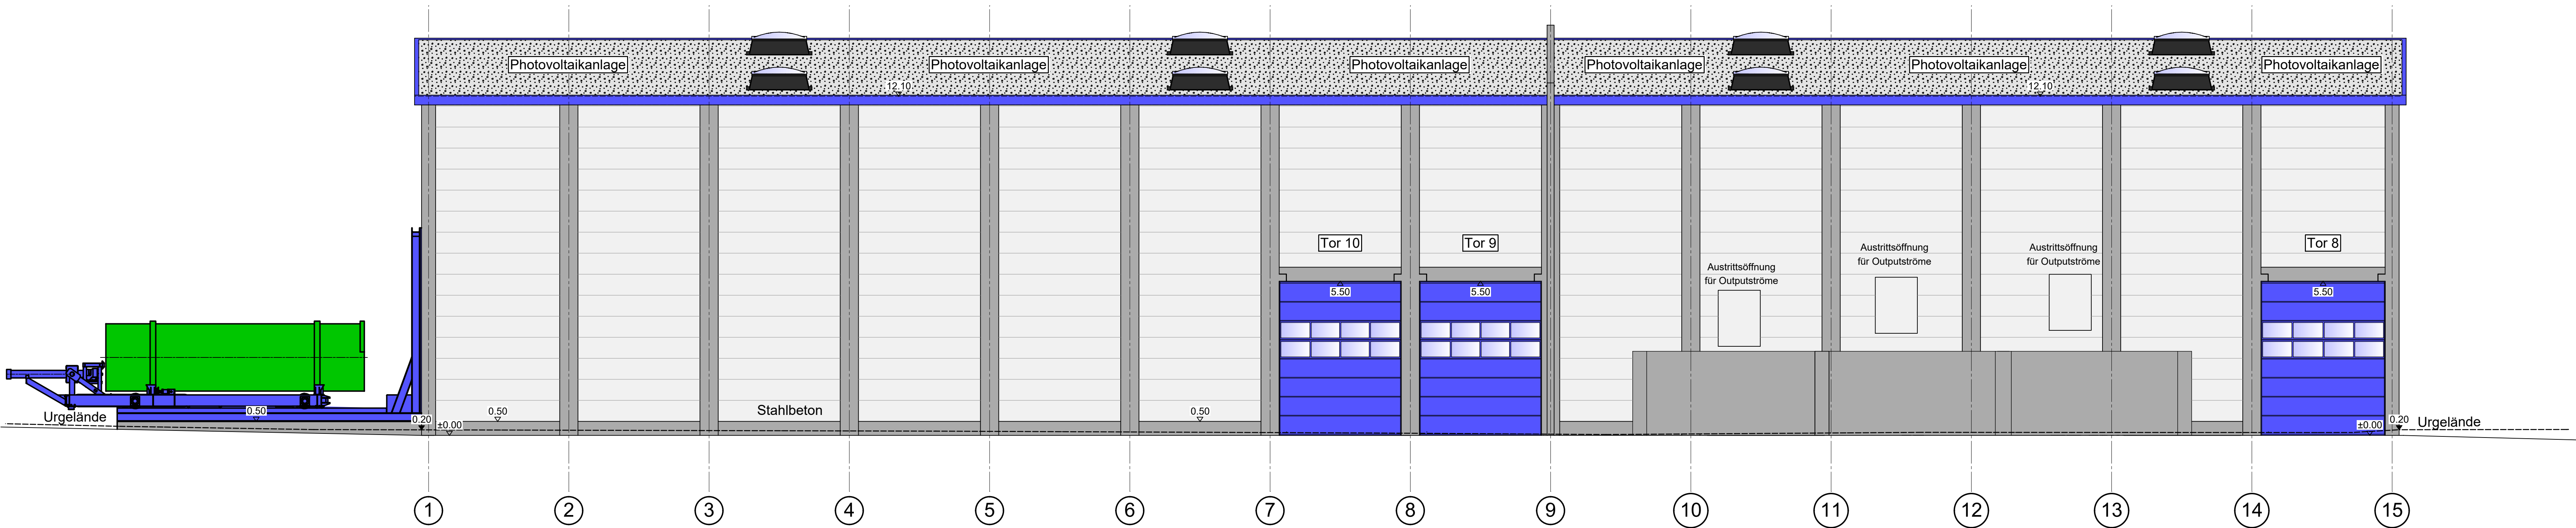 Photovoltaikanlage
Photovoltaikanlage
Photovoltaikanlage
Photovoltaikanlage
Photovoltaikanlage
Photovoltaikanlage
12.10
12.10
Tor 10
Tor 9
Tor 8
Austrittsöffnung
für Outputströme
Austrittsöffnung
für Outputströme
Austrittsöffnung
für Outputströme
5.50
5.50
5.50
Urgelände
0.50
0.20
±0.00
0.50
Stahlbeton
0.50
±0.00
0.20
Urgelände
1
2
3
4
5
6
7
8
9
10
11
12
13
14
15